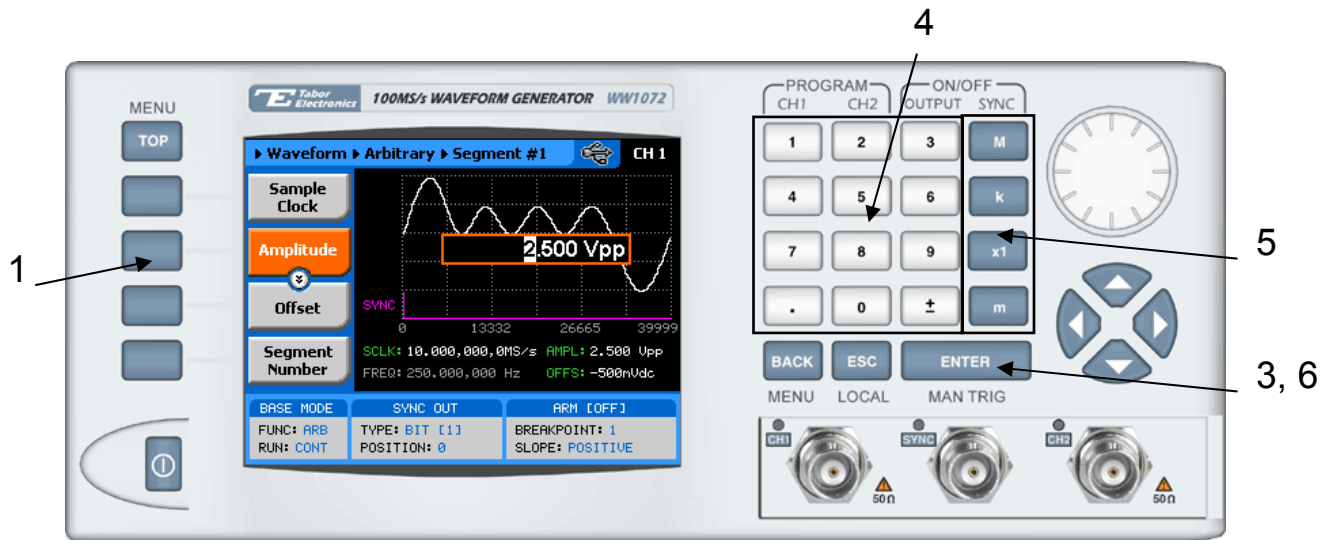 4
MENU
Tabor Electronics 100MS/s WAVEFORM GENERATOR WW1072
PROGRAM ON/OFF
CH1 CH2 OUTPUT SYNC
TOP
Waveform Arbitrary Segment #1 CH 1
Sample
Clock
Amplitude
Offset
Segment
Number
2.500 Vpp
SYNC
0 13332 26665 39999
SCLK: 10.000,000,0MS/s AMPL: 2.500 Vpp
FREQ: 250.000,000 Hz OFFS: -500mVdc
BASE MODE SYNC OUT ARM [OFF]
FUNC: ARB TYPE: BIT [1] BREAKPOINT: 1
RUN: CONT POSITION: 0 SLOPE: POSITIVE
1 2 3 M
4 5 6 k
7 8 9 x1
. 0 ± m
BACK ESC ENTER
MENU LOCAL MAN TRIG
1
5
3, 6
CH1 SYNC CH2
50Ω 50Ω